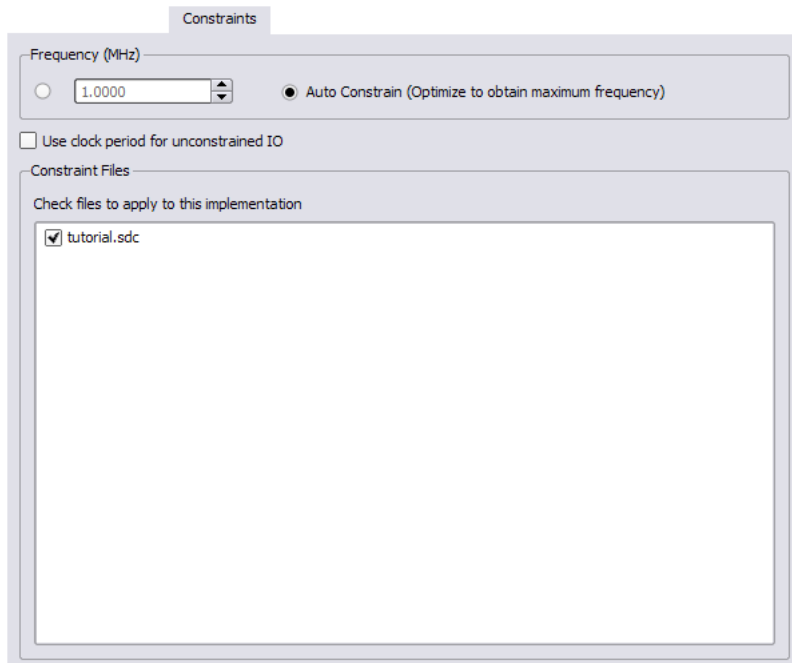 Constraints
Frequency (MHz)
1.0000 Auto Constrain (Optimize to obtain maximum frequency)
Use clock period for unconstrained IO
Constraint Files
Check files to apply to this implementation
tutorial.sdc